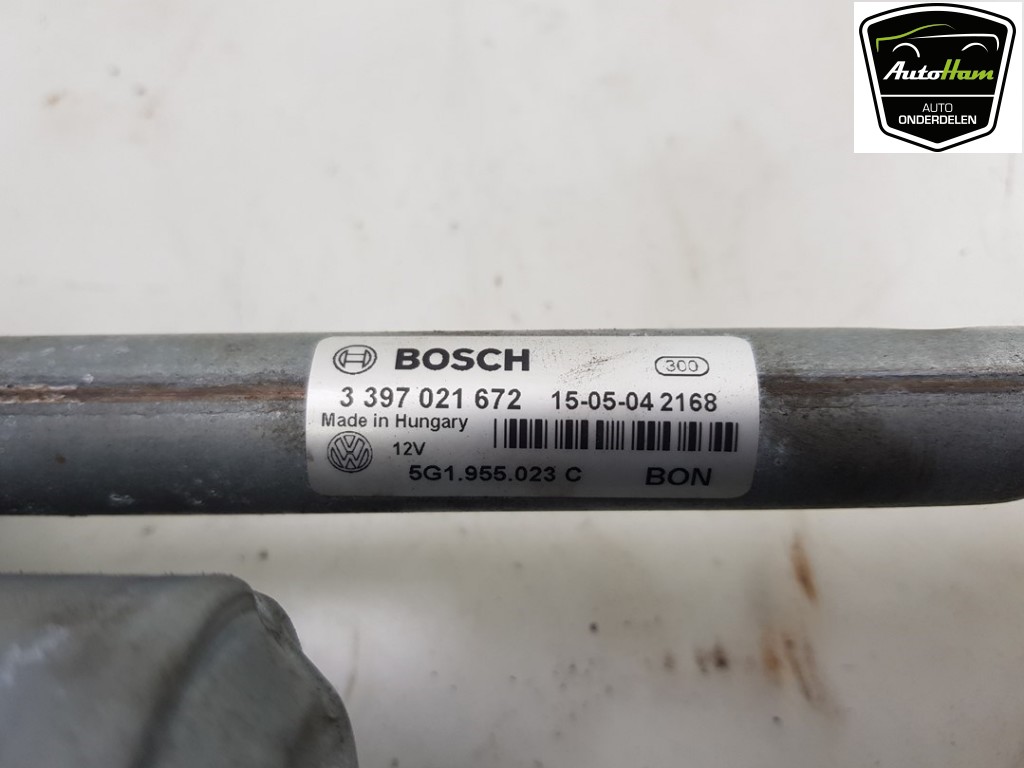 AutoHam
AUTO
ONDERDELEN
BOSCH
300
3 397 021 672 15-05-04 2168
Made in Hungary
12V
5G1.955.023 C BON